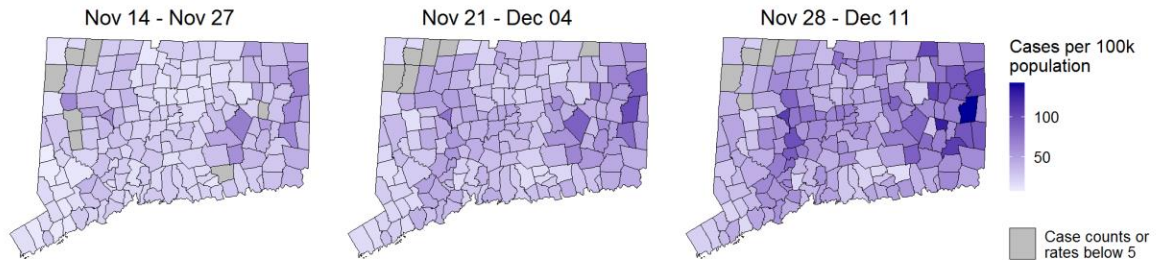 Nov 14 - Nov 27
Nov 21 - Dec 04
Nov 28 - Dec 11
Cases per 100k
population
100
50
Case counts or
rates below 5